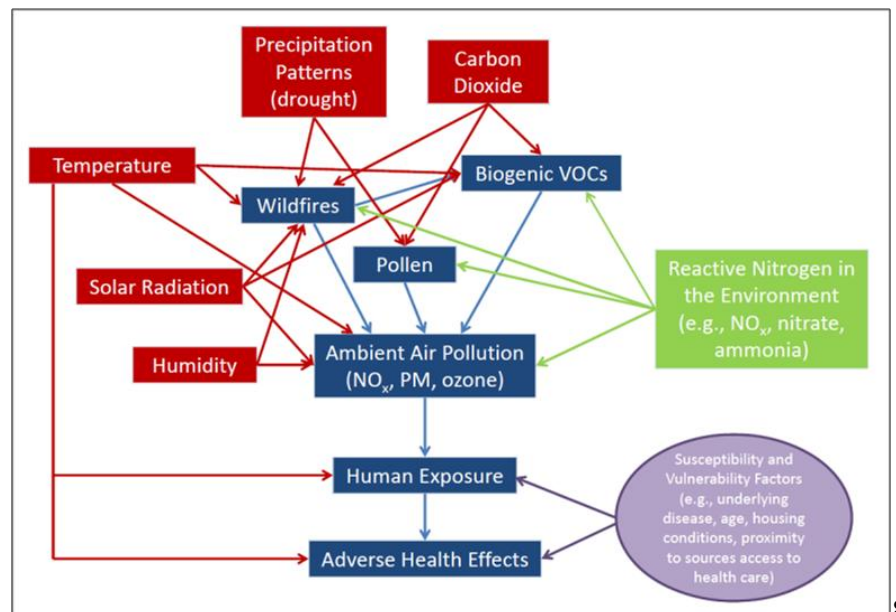 Precipitation
Patterns
(drought)
Carbon
Dioxide
Temperature
Biogenic VOCs
Wildfires
Pollen
Solar Radiation
Reactive Nitrogen in
the Environment
(e.g., NOₓ, nitrate,
ammonia)
Humidity
Ambient Air Pollution
(NOₓ, PM, ozone)
Human Exposure
Susceptibility and
Vulnerability Factors
(e.g., underlying
disease, age, housing
conditions, proximity
to sources access to
health care)
Adverse Health Effects